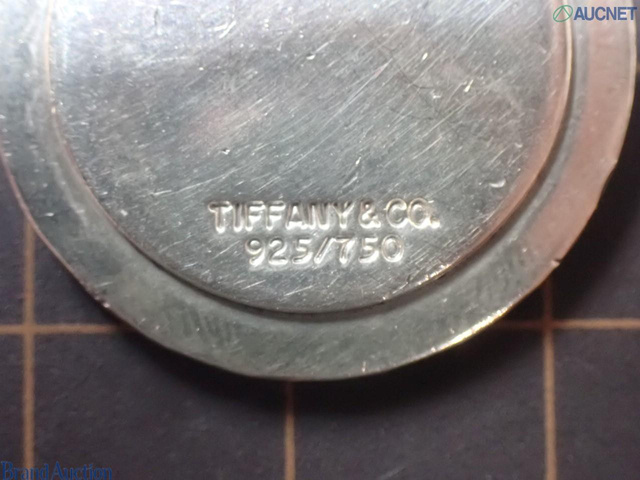 AUCNET
TIFFANY & CO.
925/750
Brand Auction